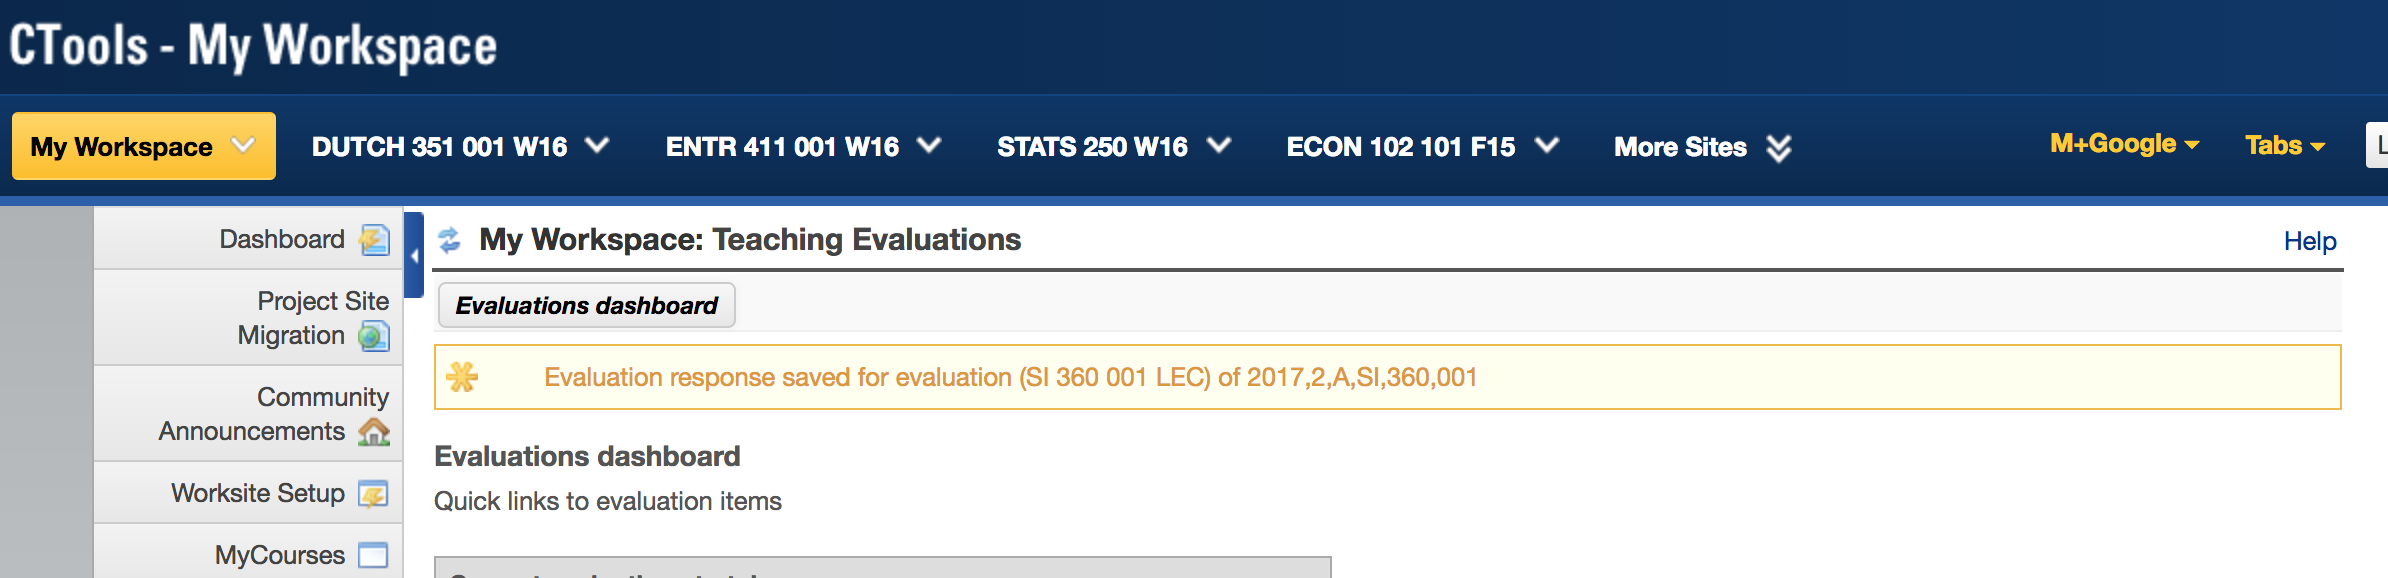 CTools - My Workspace
My Workspace DUTCH 351 001 W16 ENTR 411 001 W16 STATS 250 W16 ECON 102 101 F15 More Sites M+Google Tabs L
Dashboard
Project Site
Migration
Community
Announcements
Worksite Setup
MyCourses
My Workspace: Teaching Evaluations
Help
Evaluations dashboard
Evaluation response saved for evaluation (SI 360 001 LEC) of 2017,2,A,SI,360,001
Evaluations dashboard
Quick links to evaluation items